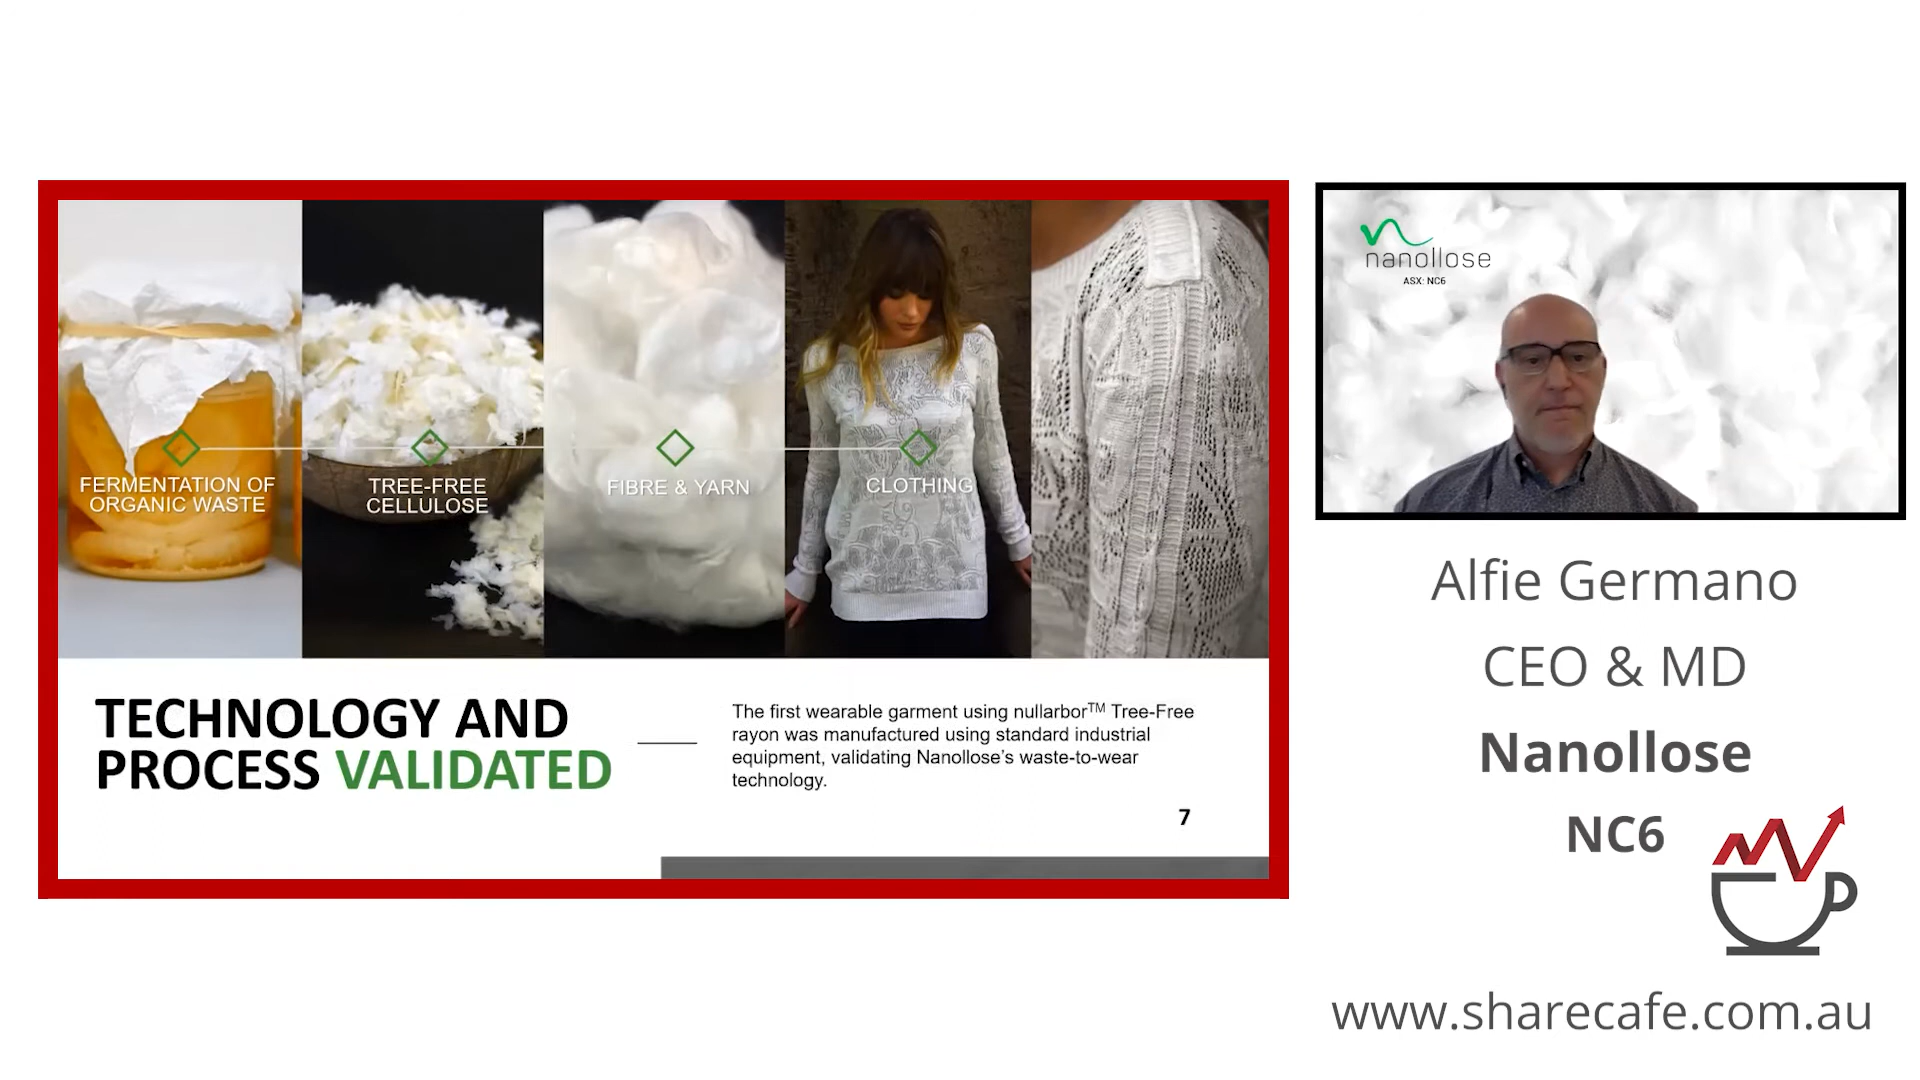 FERMENTATION OF
ORGANIC WASTE
TREE-FREE
CELLULOSE
FIBRE & YARN
CLOTHING
TECHNOLOGY AND
PROCESS VALIDATED
The first wearable garment using nullarbor™ Tree-Free
rayon was manufactured using standard industrial
equipment, validating Nanollose’s waste-to-wear
technology.
7
nanollose
ASX: NC6
Alfie Germano
CEO & MD
Nanollose
NC6
www.sharecafe.com.au